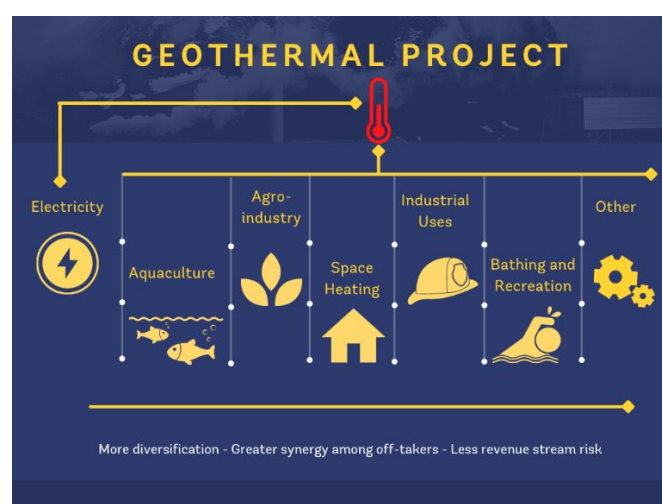 GEOTHERMAL PROJECT
Electricity
Aquaculture
Agro-
industry
Space
Heating
Industrial
Uses
Bathing and
Recreation
Other
More diversification - Greater synergy among off-takers - Less revenue stream risk